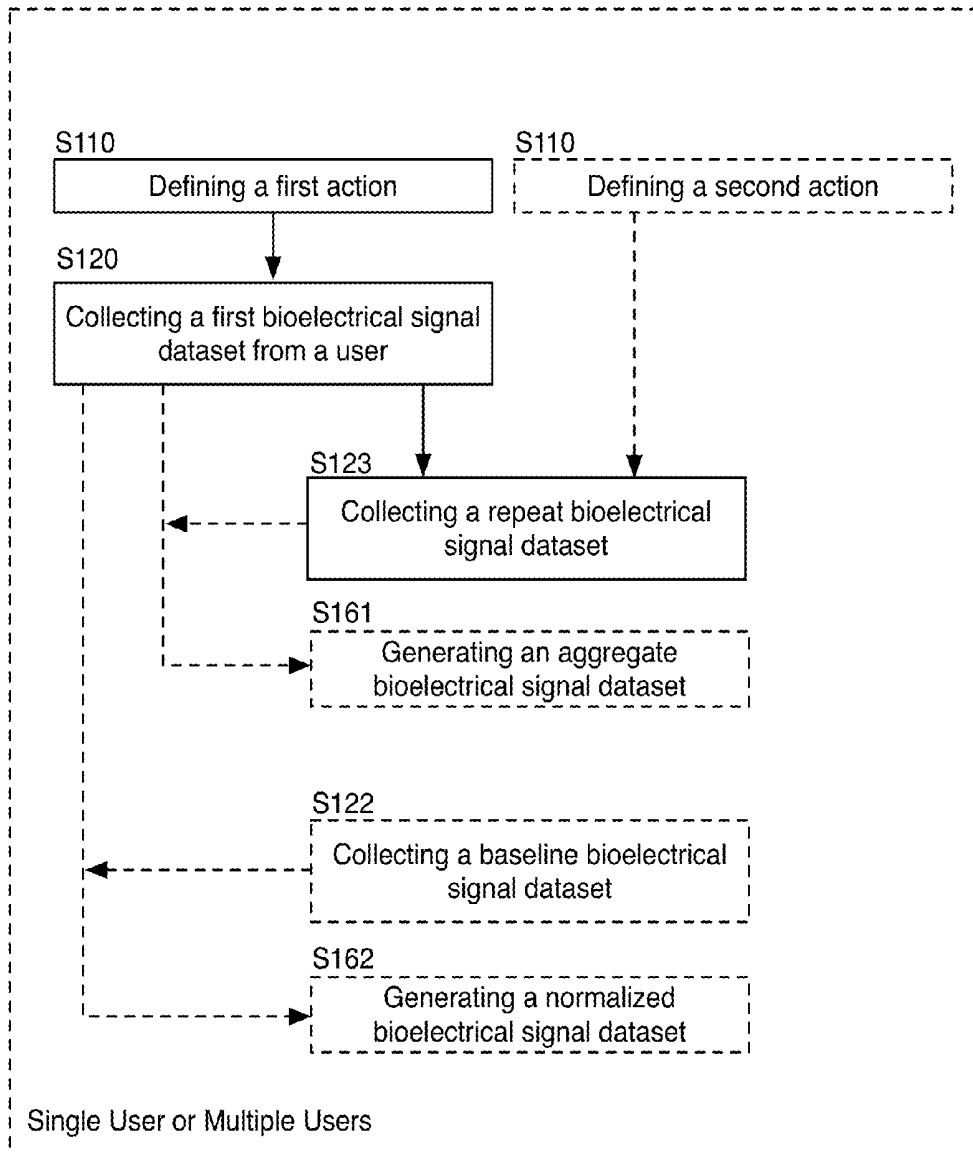 S110
Defining a first action
S110
Defining a second action
S120
Collecting a first bioelectrical signal
dataset from a user
S123
Collecting a repeat bioelectrical
signal dataset
S161
Generating an aggregate
bioelectrical signal dataset
S122
Collecting a baseline bioelectrical
signal dataset
S162
Generating a normalized
bioelectrical signal dataset
Single User or Multiple Users